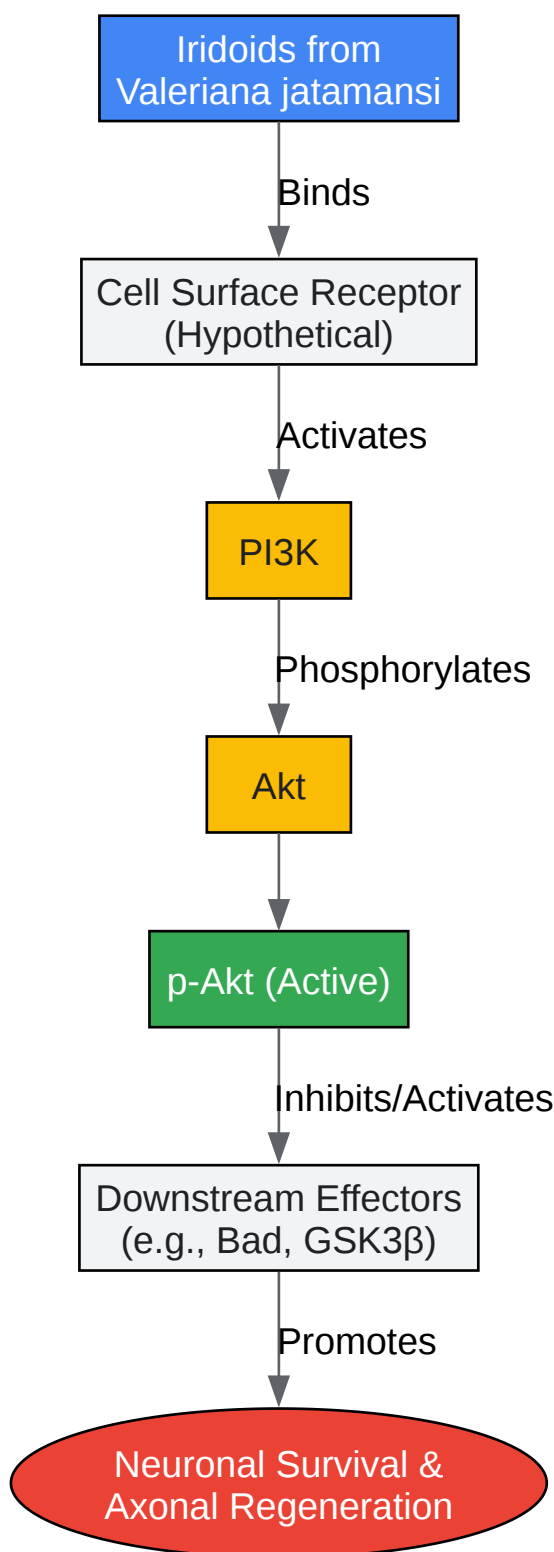 Iridoids from
Valeriana jatamansi
Binds
Cell Surface Receptor
(Hypothetical)
Activates
PI3K
Phosphorylates
Akt
p-Akt (Active)
Inhibits/Activates
Downstream Effectors
(e.g., Bad, GSK3β)
Promotes
Neuronal Survival &
Axonal Regeneration